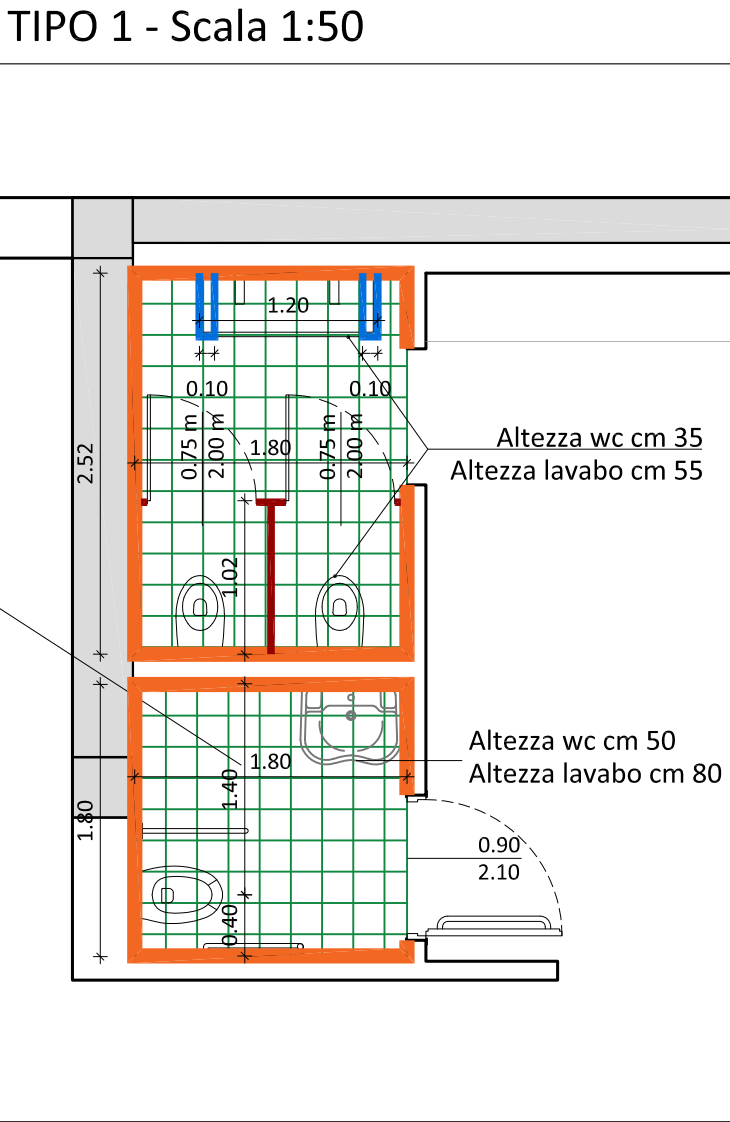 TIPO 1 - Scala 1:50
1.20
0.10
0.10
0.75 m
2.00 m
0.75 m
2.00 m
1.80
2.52
Altezza wc cm 35
Altezza lavabo cm 55
1.02
Altezza wc cm 50
Altezza lavabo cm 80
1.80
1.40
1.80
0.90
2.10
0.40